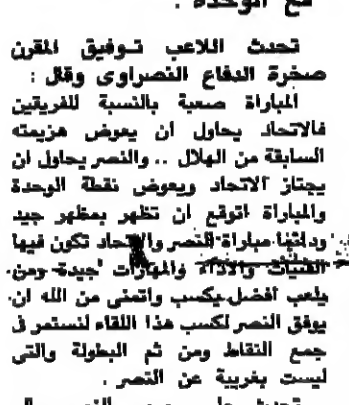 مع الوحدة .
تحدث اللاعب توفيق المقرن
صخرة الدفاع النصراوى وقال :
المباراة صعبة بالنسبة للفريقين
فالاتحاد يحاول ان يعوض هزيمته
السابقة من الهلال .. والنصر يحاول ان
يجتاز الاتحاد ويعوض نقطة الوحدة
والمباراة اتوقع ان تظهر بمظهر جيد
ودائما مباراة النصر والاتحاد تكون فيها
الفنيات والاداء والمهارات جيدة ومن
يلعب افضل يكسب واتمنى من الله ان
يوفق النصر لكسب هذا اللقاء لنستمر فى
جمع النقاط ومن ثم البطولة والتى
ليست بغريبة عن النصر .
تحدث